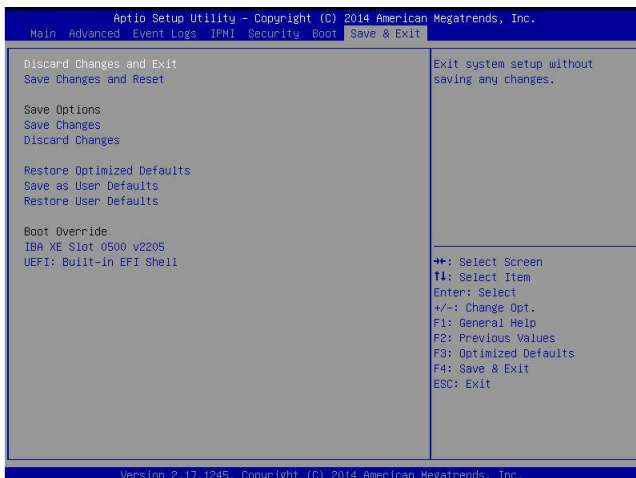 Aptio Setup Utility - Copyright (C) 2014 American Megatrends, Inc.
Main Advanced Event Logs IPMI Security Boot Save & Exit
Discard Changes and Exit
Save Changes and Reset
Save Options
Save Changes
Discard Changes
Restore Optimized Defaults
Save as User Defaults
Restore User Defaults
Boot Override
IBA XE Slot 0500 v2205
UEFI: Built-in EFI Shell
Exit system setup without
saving any changes.
→←: Select Screen
↑↓: Select Item
Enter: Select
+/-: Change Opt.
F1: General Help
F2: Previous Values
F3: Optimized Defaults
F4: Save & Exit
ESC: Exit
Version 2.17.1245. Copyright (C) 2014 American Megatrends, Inc.